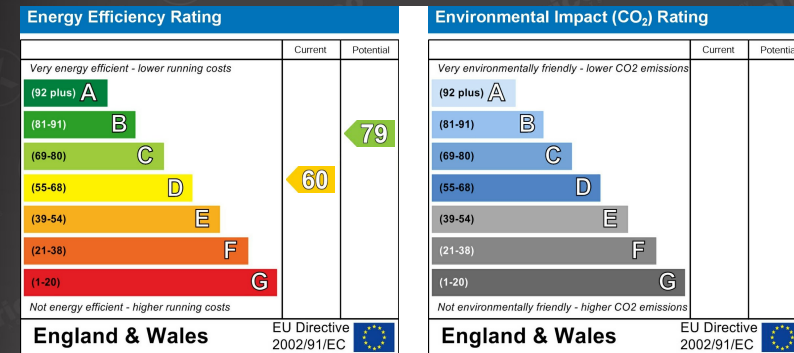 Energy Efficiency Rating
Current Potential
Very energy efficient - lower running costs
(92 plus) A
(81-91) B
(69-80) C
(55-68) D
(39-54) E
(21-38) F
(1-20) G
79
60
Not energy efficient - higher running costs
England & Wales
EU Directive
2002/91/EC
Environmental Impact (CO₂) Rating
Current Potential
Very environmentally friendly - lower CO2 emissions
(92 plus) A
(81-91) B
(69-80) C
(55-68) D
(39-54) E
(21-38) F
(1-20) G
Not environmentally friendly - higher CO2 emissions
England & Wales
EU Directive
2002/91/EC